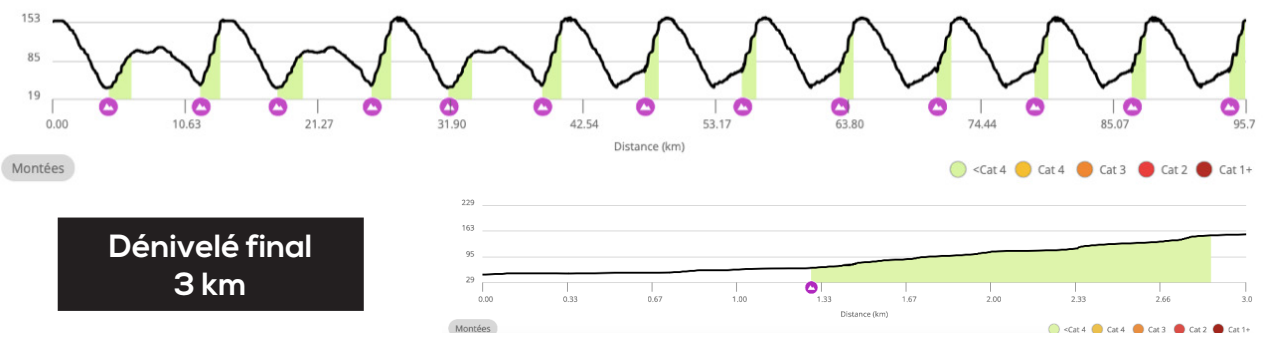 153
85
19
0.00 10.63 21.27 31.90 42.54 53.17 63.80 74.44 85.07 95.7
Distance (km)
Montées
<Cat 4 Cat 4 Cat 3 Cat 2 Cat 1+
Dénivelé final
3 km
229
163
95
29
0.00 0.33 0.67 1.00 1.33 1.67 2.00 2.33 2.66 3.0
Distance (km)
Montées
<Cat 4 Cat 4 Cat 3 Cat 2 Cat 1+